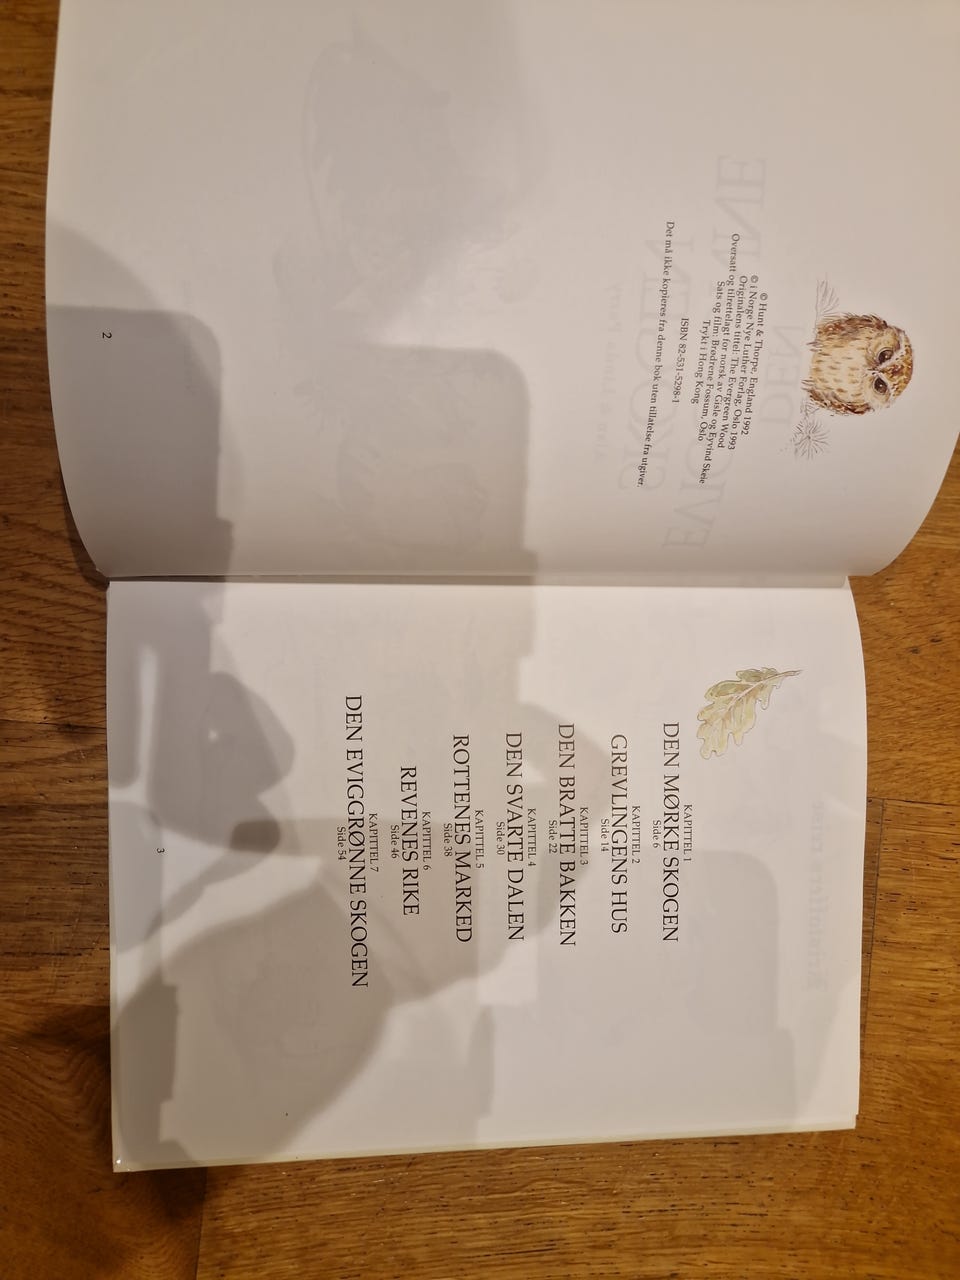 © Hunt & Thorpe, England 1992
© i Norge Nye Luther Forlag, Oslo 1993
Originalens tittel: The Evergreen Wood
Oversatt og tilrettelagt for norsk av Gisle og Eyvind Skeie
Sats og film: Brødrene Fossum, Oslo
Trykt i Hong Kong
ISBN 82-531-5298-1
Det må ikke kopieres fra denne bok uten tillatelse fra utgiver.
2
KAPITTEL 1
DEN MØRKE SKOGEN
Side 6
KAPITTEL 2
GREVLINGENS HUS
Side 14
KAPITTEL 3
DEN BRATTE BAKKEN
Side 22
KAPITTEL 4
DEN SVARTE DALEN
Side 30
KAPITTEL 5
ROTTENES MARKED
Side 38
KAPITTEL 6
REVENES RIKE
Side 46
KAPITTEL 7
DEN EVIGGRØNNE SKOGEN
Side 54
3